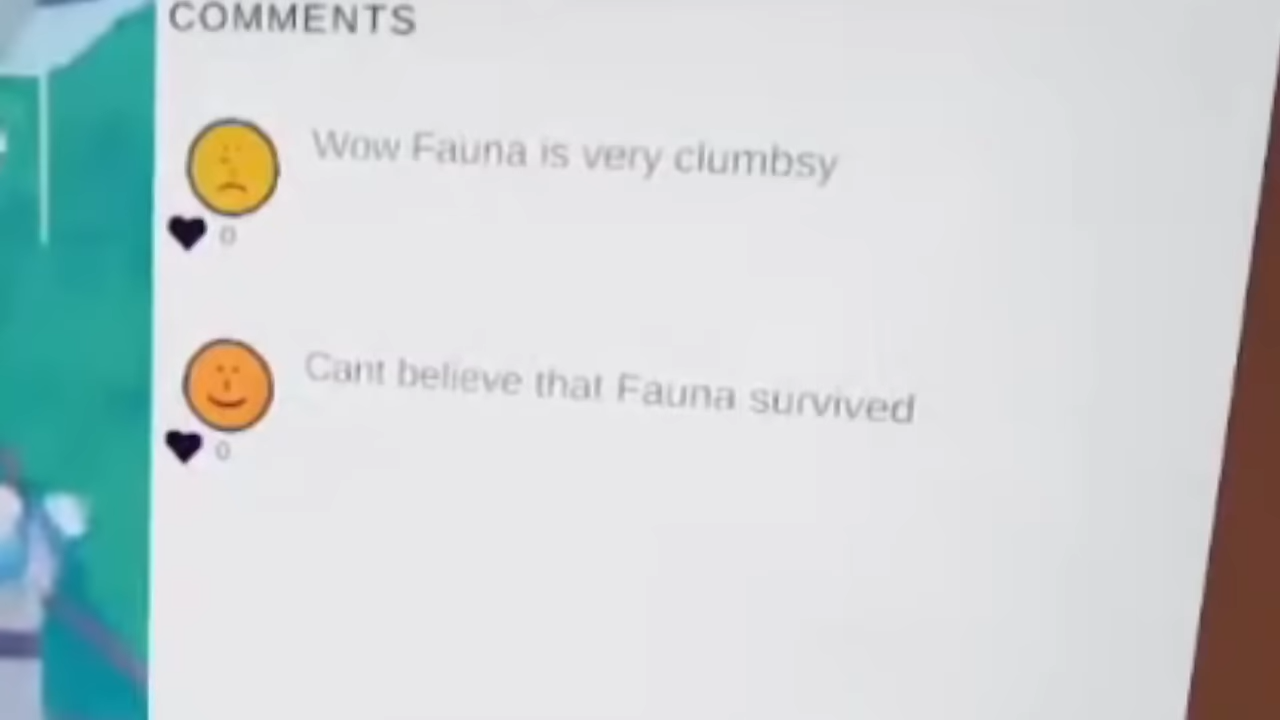 COMMENTS
Wow Fauna is very clumbsy
0
Cant believe that Fauna survived
0